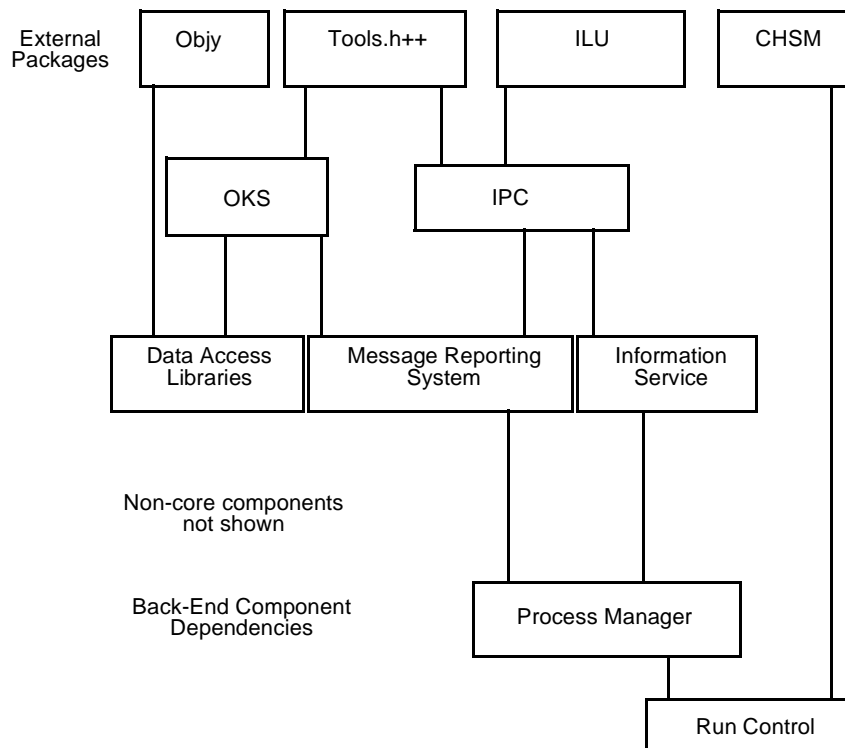 External
Packages
Objy
Tools.h++
ILU
CHSM
OKS
IPC
Data Access
Libraries
Message Reporting
System
Information
Service
Non-core components
not shown
Back-End Component
Dependencies
Process Manager
Run Control